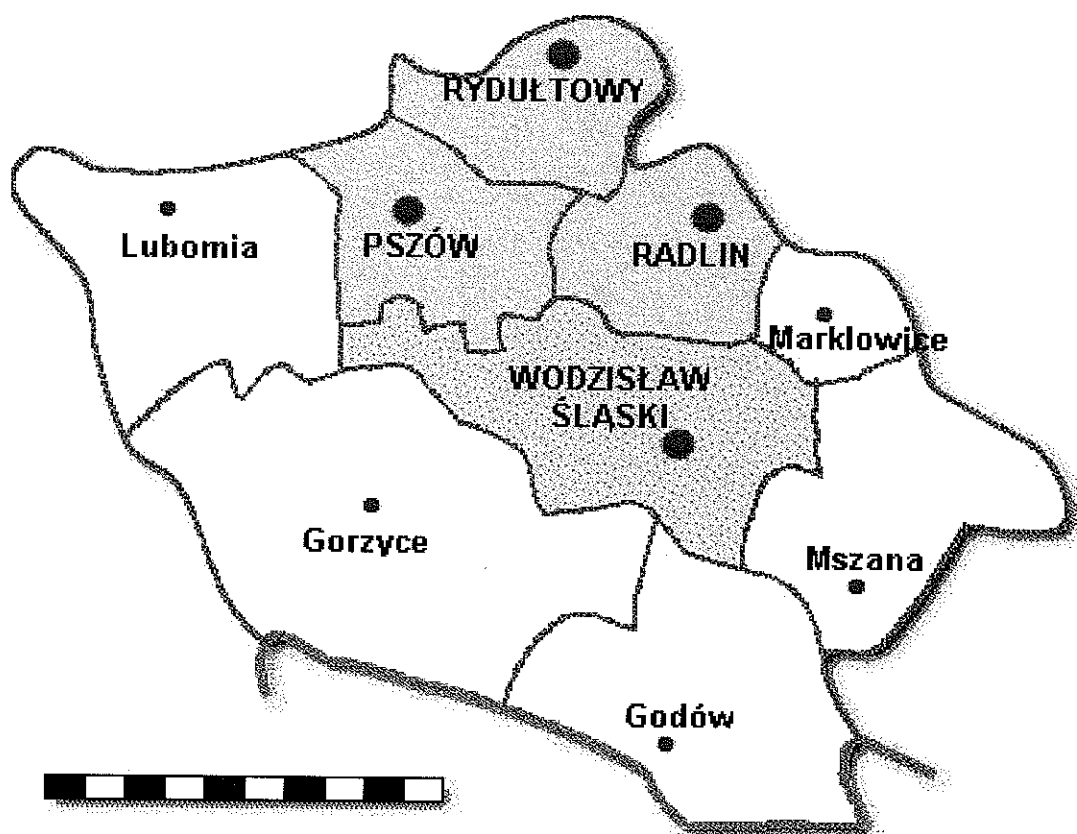 RYDUŁTOWY
Lubomia
PSZÓW
RADLIN
Marklowice
WODZISŁAW
ŚLĄSKI
Gorzyce
Mszana
Godów